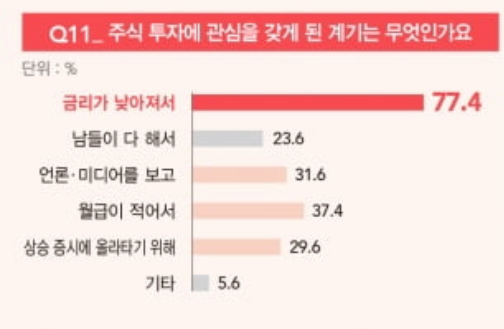 Q11_ 주식 투자에 관심을 갖게 된 계기는 무엇인가요
단위 : %
금리가 낮아져서 77.4
남들이 다 해서 23.6
언론·미디어를 보고 31.6
월급이 적어서 37.4
상승 증시에 올라타기 위해 29.6
기타 5.6